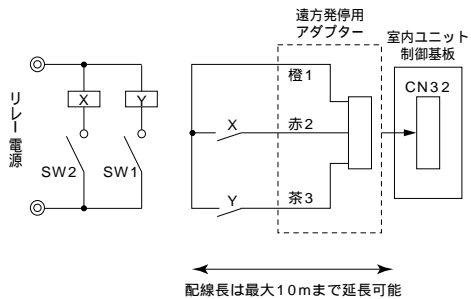 遠方発停用
アダプター
室内ユニット
制御基板
CN32
リレー電源
X
Y
SW2
SW1
橙1
X
赤2
Y
茶3
配線長は最大10mまで延長可能